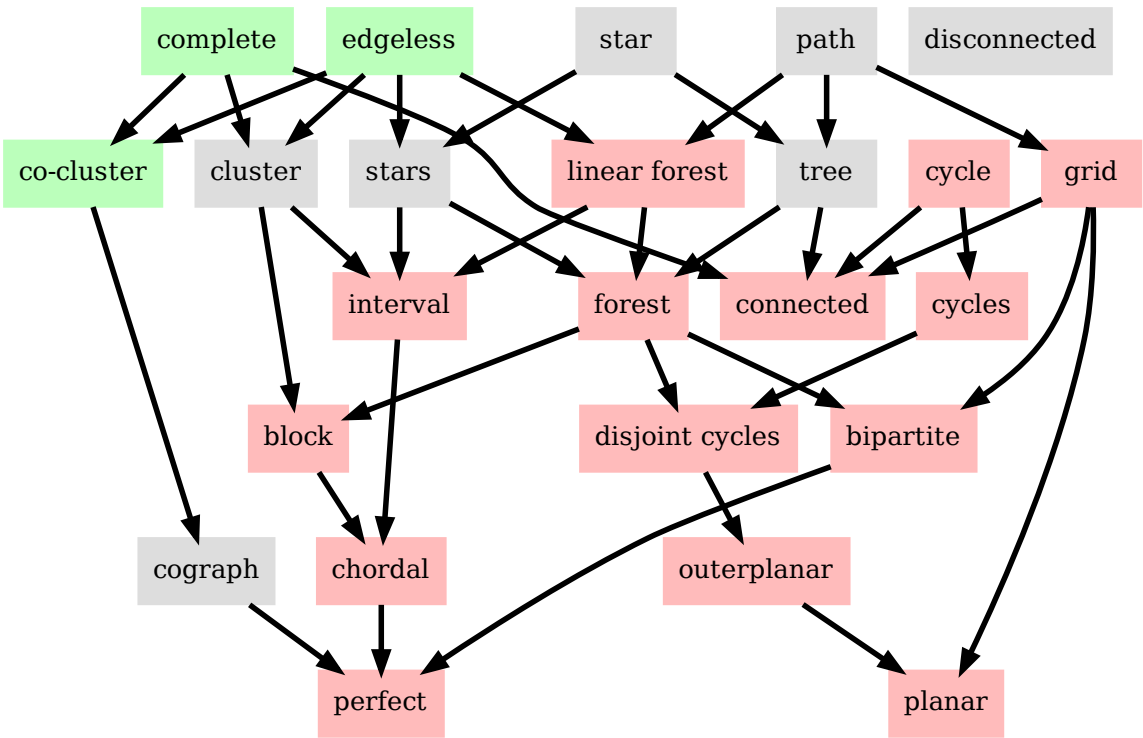 complete
edgeless
star
path
disconnected
co-cluster
cluster
stars
linear forest
tree
cycle
grid
interval
forest
connected
cycles
block
disjoint cycles
bipartite
cograph
chordal
outerplanar
perfect
planar